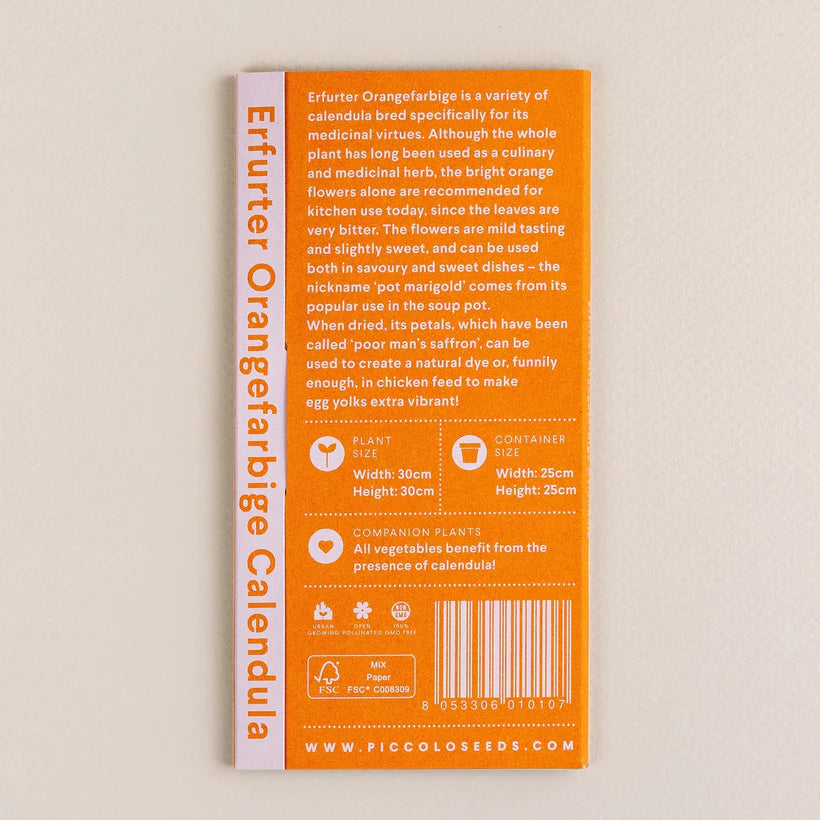 Erfurter Orangefarbige Calendula
Erfurter Orangefarbige is a variety of
calendula bred specifically for its
medicinal virtues. Although the whole
plant has long been used as a culinary
and medicinal herb, the bright orange
flowers alone are recommended for
kitchen use today, since the leaves are
very bitter. The flowers are mild tasting
and slightly sweet, and can be used
both in savoury and sweet dishes – the
nickname ‘pot marigold’ comes from its
popular use in the soup pot.
When dried, its petals, which have been
called ‘poor man's saffron’, can be
used to create a natural dye or, funnily
enough, in chicken feed to make
egg yolks extra vibrant!
PLANT
SIZE
Width: 30cm
Height: 30cm
CONTAINER
SIZE
Width: 25cm
Height: 25cm
COMPANION PLANTS
All vegetables benefit from the
presence of calendula!
URBAN
GROWING
OPEN
POLLINATED
NON
GMO
100%
GMO FREE
FSC
MIX
Paper
FSC® C008309
8 053306 010107
WWW.PICCOLOSEEDS.COM